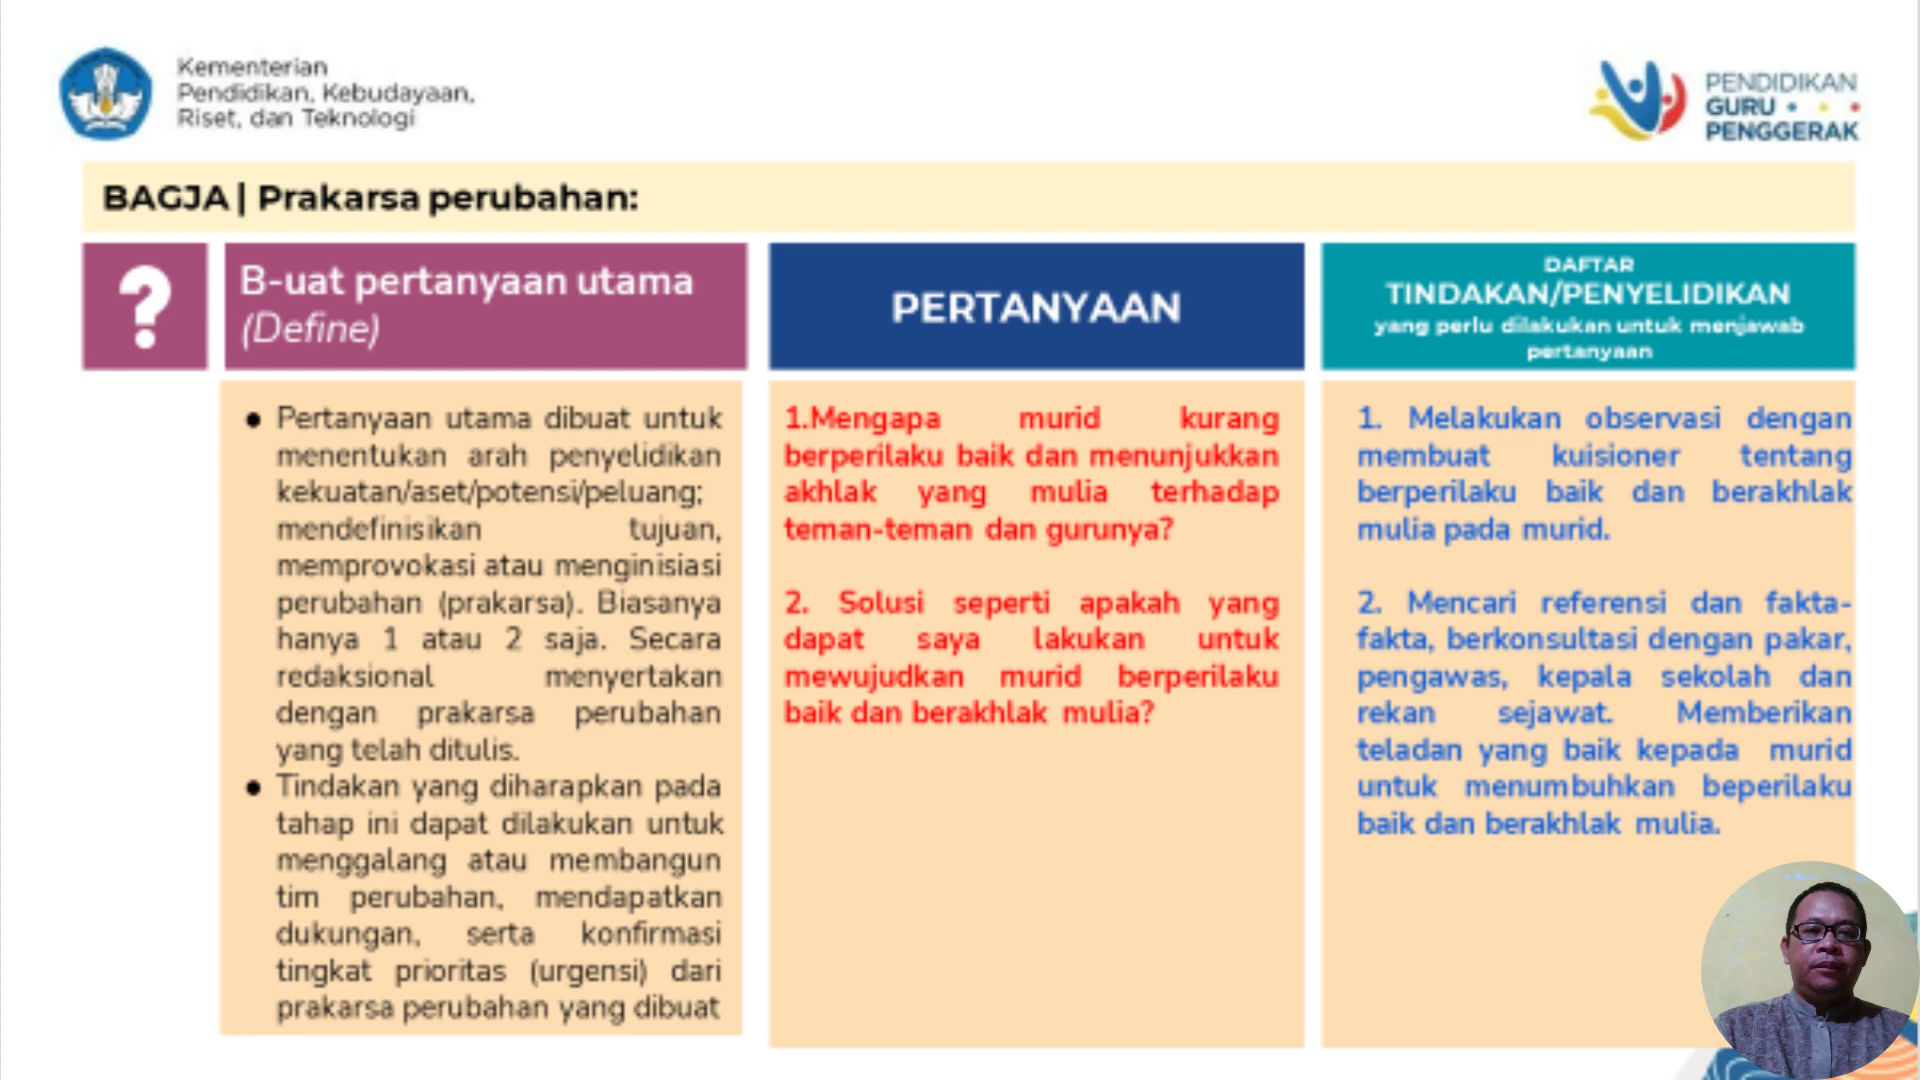 Kementerian
Pendidikan, Kebudayaan,
Riset, dan Teknologi
PENDIDIKAN
GURU
PENGGERAK
BAGJA | Prakarsa perubahan:
?
B-uat pertanyaan utama
(Define)
PERTANYAAN
DAFTAR
TINDAKAN/PENYELIDIKAN
yang perlu dilakukan untuk menjawab
pertanyaan
● Pertanyaan utama dibuat untuk
menentukan arah penyelidikan
kekuatan/aset/potensi/peluang;
mendefinisikan tujuan,
memprovokasi atau menginisiasi
perubahan (prakarsa). Biasanya
hanya 1 atau 2 saja. Secara
redaksional menyertakan
dengan prakarsa perubahan
yang telah ditulis.
● Tindakan yang diharapkan pada
tahap ini dapat dilakukan untuk
menggalang atau membangun
tim perubahan, mendapatkan
dukungan, serta konfirmasi
tingkat prioritas (urgensi) dari
prakarsa perubahan yang dibuat
1.Mengapa murid kurang
berperilaku baik dan menunjukkan
akhlak yang mulia terhadap
teman-teman dan gurunya?
2. Solusi seperti apakah yang
dapat saya lakukan untuk
mewujudkan murid berperilaku
baik dan berakhlak mulia?
1. Melakukan observasi dengan
membuat kuisioner tentang
berperilaku baik dan berakhlak
mulia pada murid.
2. Mencari referensi dan fakta-
fakta, berkonsultasi dengan pakar,
pengawas, kepala sekolah dan
rekan sejawat. Memberikan
teladan yang baik kepada murid
untuk menumbuhkan beperilaku
baik dan berakhlak mulia.